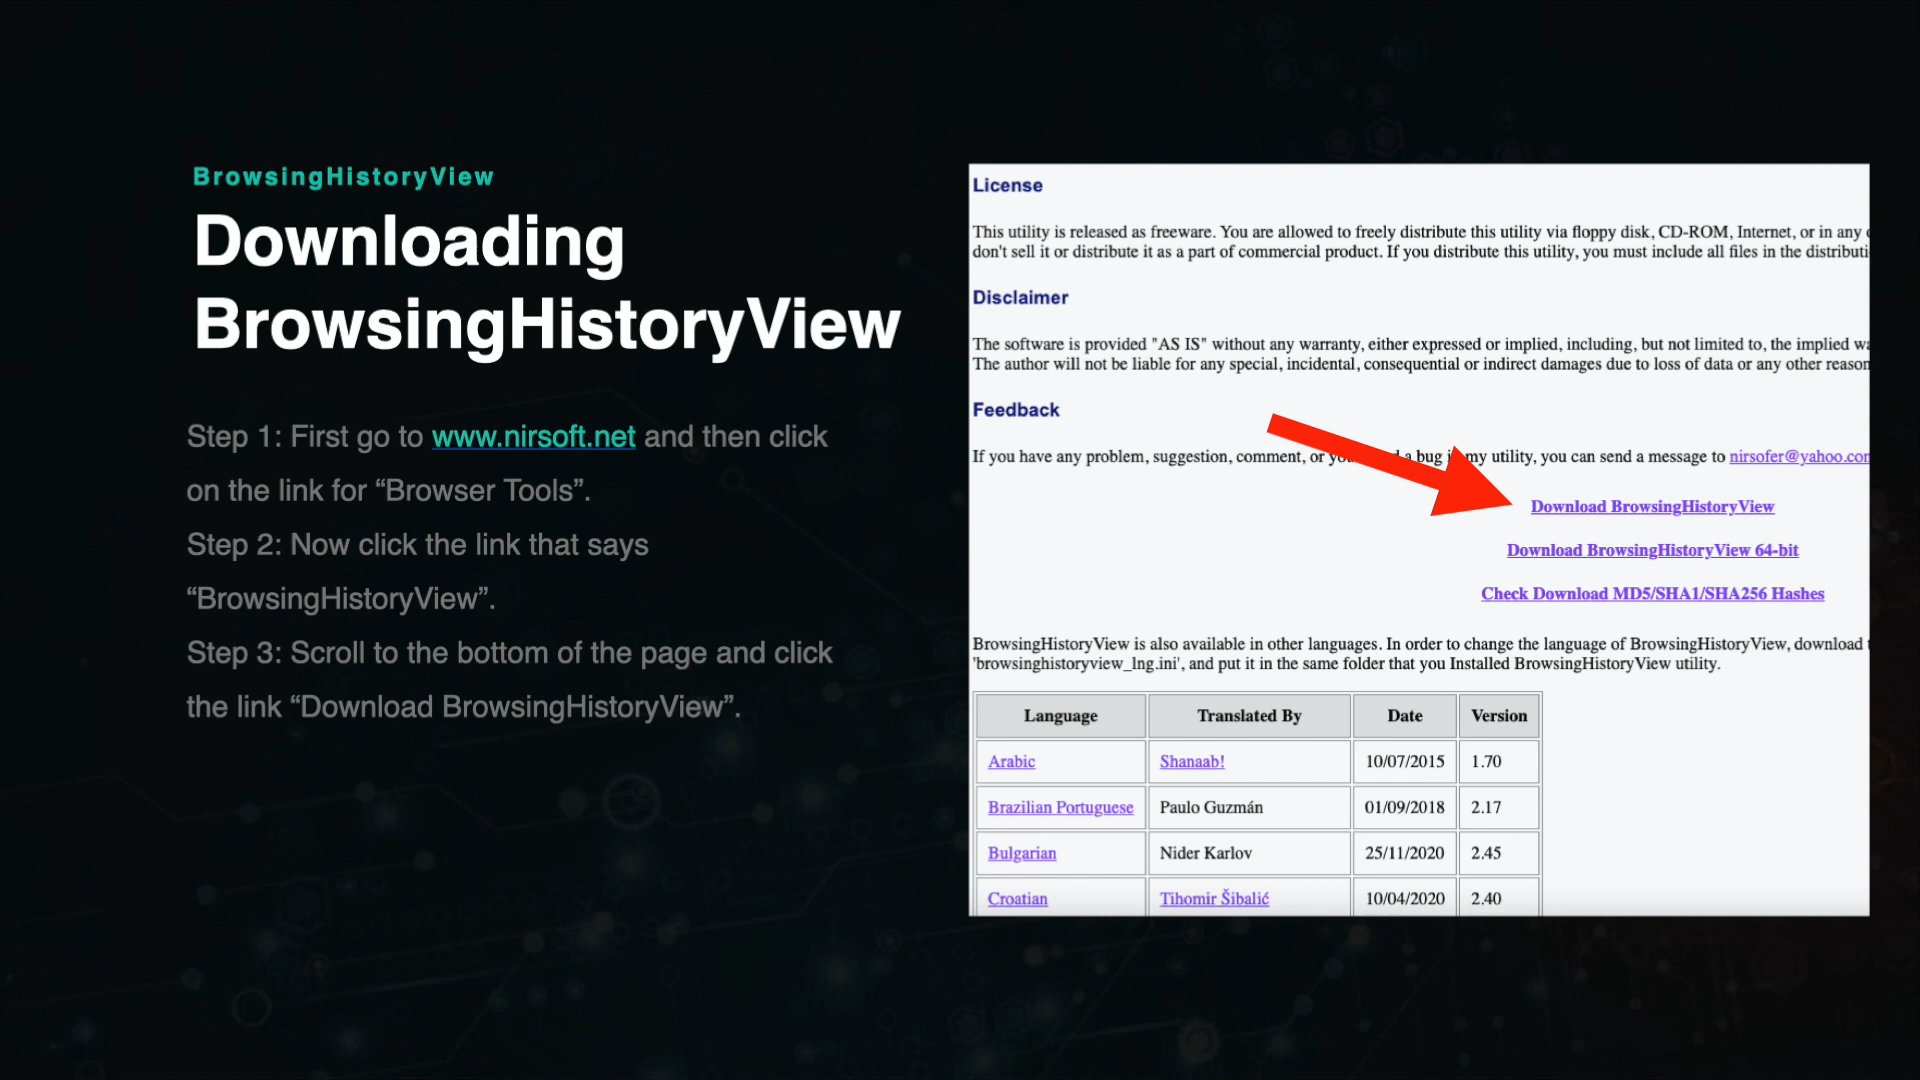 BrowsingHistoryView
Downloading
BrowsingHistoryView
Step 1: First go to www.nirsoft.net and then click
on the link for “Browser Tools”.
Step 2: Now click the link that says
“BrowsingHistoryView”.
Step 3: Scroll to the bottom of the page and click
the link “Download BrowsingHistoryView”.
License
This utility is released as freeware. You are allowed to freely distribute this utility via floppy disk, CD-ROM, Internet, or in any
don't sell it or distribute it as a part of commercial product. If you distribute this utility, you must include all files in the
Disclaimer
The software is provided "AS IS" without any warranty, either expressed or implied, including, but not limited to, the implied
The author will not be liable for any special, incidental, consequential or indirect damages due to loss of data or any other reason
Feedback
If you have any problem, suggestion, comment, or a bug my utility, you can send a message to nirsofer@yahoo.com
Download BrowsingHistoryView
Download BrowsingHistoryView 64-bit
Check Download MD5/SHA1/SHA256 Hashes
BrowsingHistoryView is also available in other languages. In order to change the language of BrowsingHistoryView, download
'browsinghistoryview_lng.ini', and put it in the same folder that you Installed BrowsingHistoryView utility.
Language Translated By Date Version
Arabic Shanaab! 10/07/2015 1.70
Brazilian Portuguese Paulo Guzmán 01/09/2018 2.17
Bulgarian Nider Karlov 25/11/2020 2.45
Croatian Tihomir Šibalić 10/04/2020 2.40